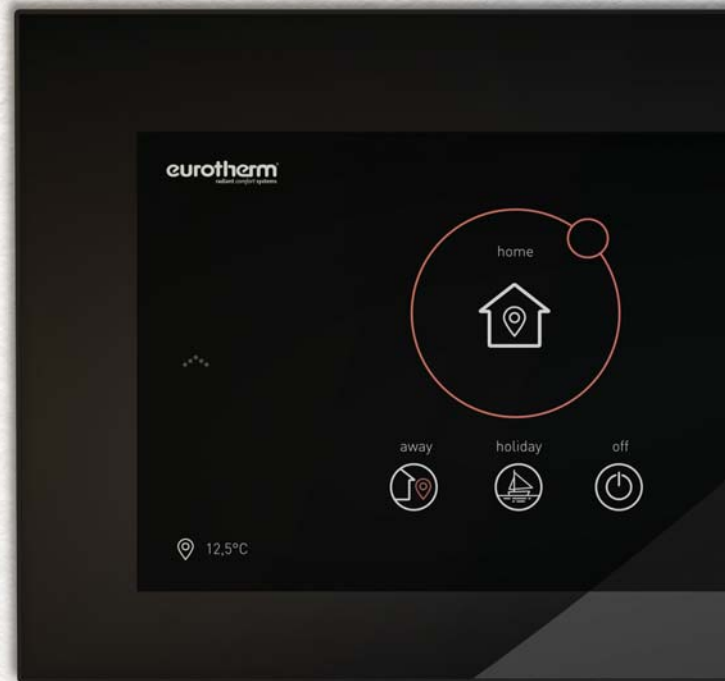 eurotherm
radiant comfort systems
home
away
holiday
off
12,5°C